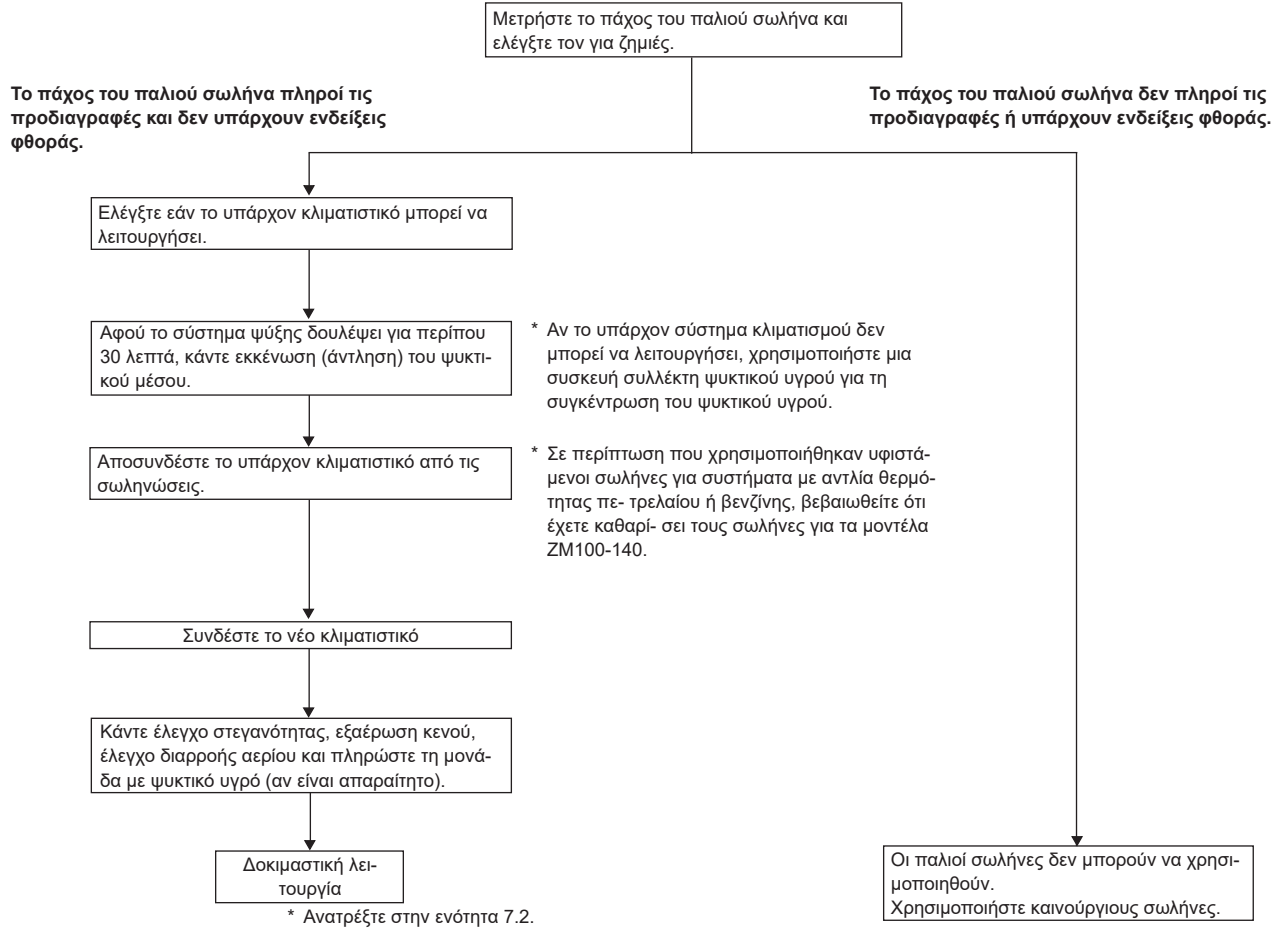 Μετρήστε το πάχος του παλιού σωλήνα και
ελέγξτε τον για ζημιές.
Το πάχος του παλιού σωλήνα πληροί τις
προδιαγραφές και δεν υπάρχουν ενδείξεις
φθοράς.
Το πάχος του παλιού σωλήνα δεν πληροί τις
προδιαγραφές ή υπάρχουν ενδείξεις φθοράς.
Ελέγξτε εάν το υπάρχον κλιματιστικό μπορεί να
λειτουργήσει.
Αφού το σύστημα ψύξης δουλέψει για περίπου
30 λεπτά, κάντε εκκένωση (άντληση) του ψυκτι-
κού μέσου.
* Αν το υπάρχον σύστημα κλιματισμού δεν
μπορεί να λειτουργήσει, χρησιμοποιήστε μια
συσκευή συλλέκτη ψυκτικού υγρού για τη
συγκέντρωση του ψυκτικού υγρού.
Αποσυνδέστε το υπάρχον κλιματιστικό από τις
σωληνώσεις.
* Σε περίπτωση που χρησιμοποιήθηκαν υφιστά-
μενοι σωλήνες για συστήματα με αντλία θερμό-
τητας πε- τρελαίου ή βενζίνης, βεβαιωθείτε ότι
έχετε καθαρί- σει τους σωλήνες για τα μοντέλα
ZM100-140.
Συνδέστε το νέο κλιματιστικό
Κάντε έλεγχο στεγανότητας, εξαέρωση κενού,
έλεγχο διαρροής αερίου και πληρώστε τη μονά-
δα με ψυκτικό υγρό (αν είναι απαραίτητο).
Δοκιμαστική λει-
τουργία
* Ανατρέξτε στην ενότητα 7.2.
Οι παλιοί σωλήνες δεν μπορούν να χρησι-
μοποιηθούν.
Χρησιμοποιήστε καινούργιους σωλήνες.